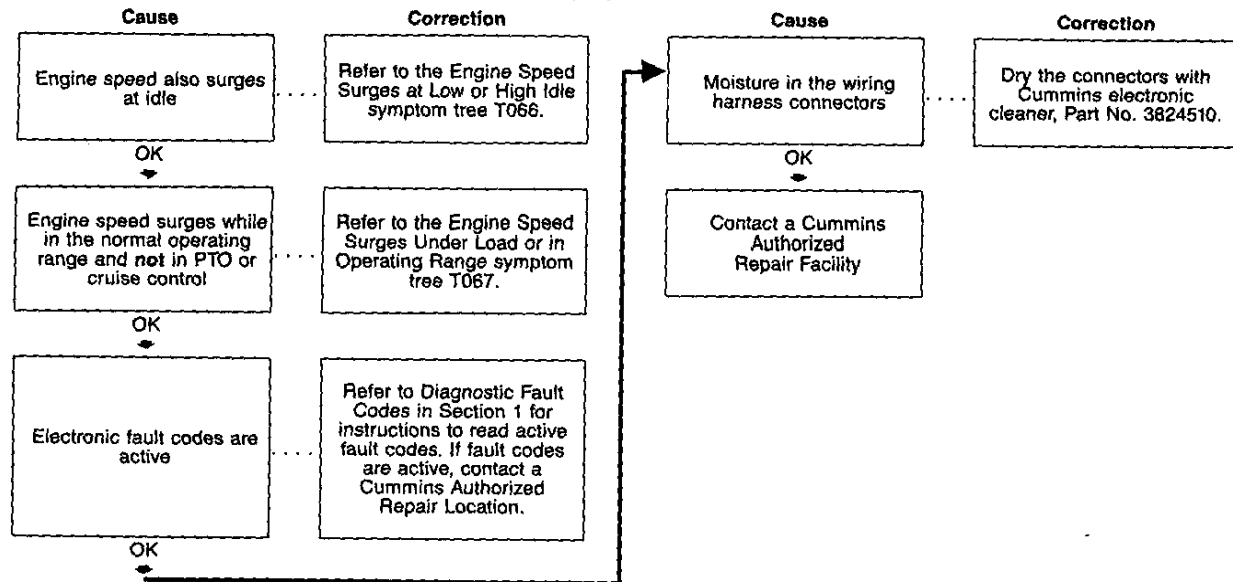 Cause
Correction
Engine speed also surges
at idle
Refer to the Engine Speed
Surges at Low or High Idle
symptom tree T066.
OK
Engine speed surges while
in the normal operating
range and not in PTO or
cruise control
Refer to the Engine Speed
Surges Under Load or in
Operating Range symptom
tree T067.
OK
Electronic fault codes are
active
Refer to Diagnostic Fault
Codes in Section 1 for
instructions to read active
fault codes. If fault codes
are active, contact a
Cummins Authorized
Repair Location.
OK
Cause
Correction
Moisture in the wiring
harness connectors
Dry the connectors with
Cummins electronic
cleaner, Part No. 3824510.
OK
Contact a Cummins
Authorized
Repair Facility